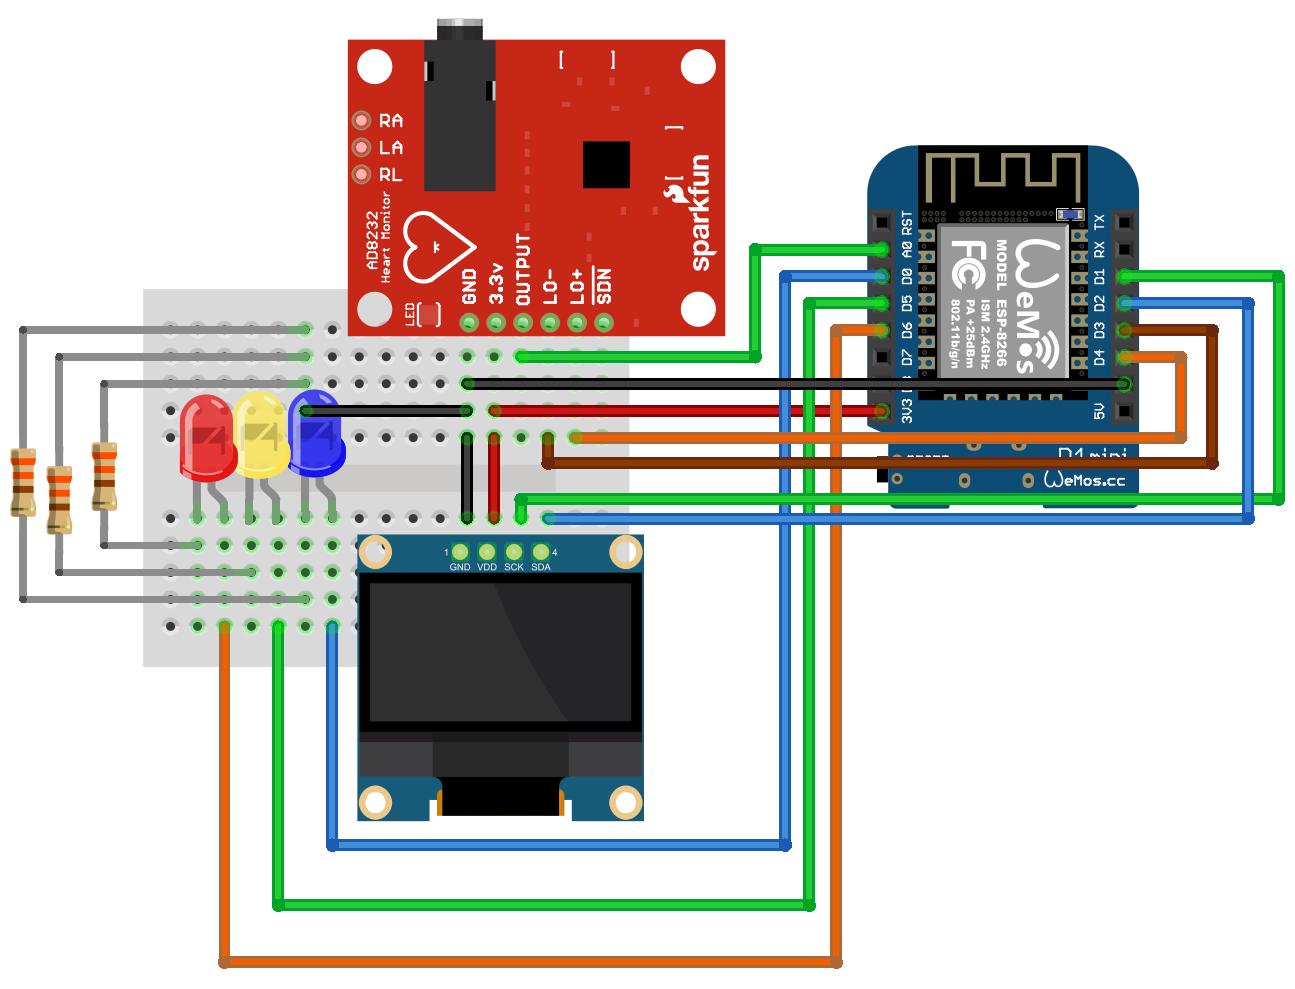 RA
LA
RL
AD8232
Heart Monitor
LED
GND
3.3v
OUTPUT
LO-
LO+
SDN
sparkfun
RST
A0
D0
D5
D6
D7
3V3
TX
RX
D1
D2
D3
D4
5V
WeMos
MODEL ESP-8266
ISM 2.4GHz
PA +25dBm
802.11b/g/n
FC
D1 mini
WeMos.cc
1
4
GND
VDD
SCK
SDA